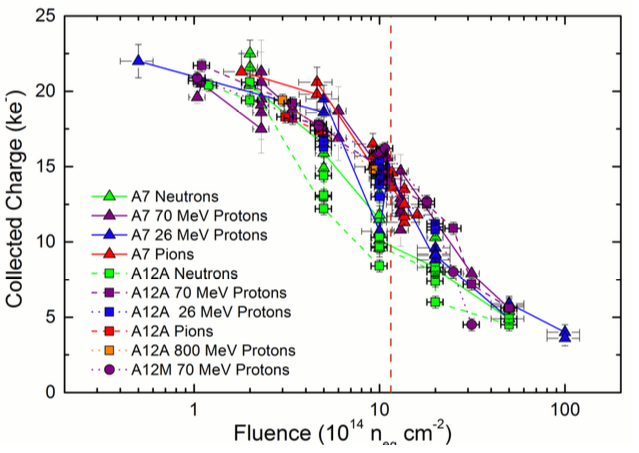 25
20
15
10
5
0
Collected Charge (ke⁻)
A7 Neutrons
A7 70 MeV Protons
A7 26 MeV Protons
A7 Pions
A12A Neutrons
A12A 70 MeV Protons
A12A 26 MeV Protons
A12A Pions
A12A 800 MeV Protons
A12M 70 MeV Protons
1 10 100
Fluence (10¹⁴ n_eq cm⁻²)